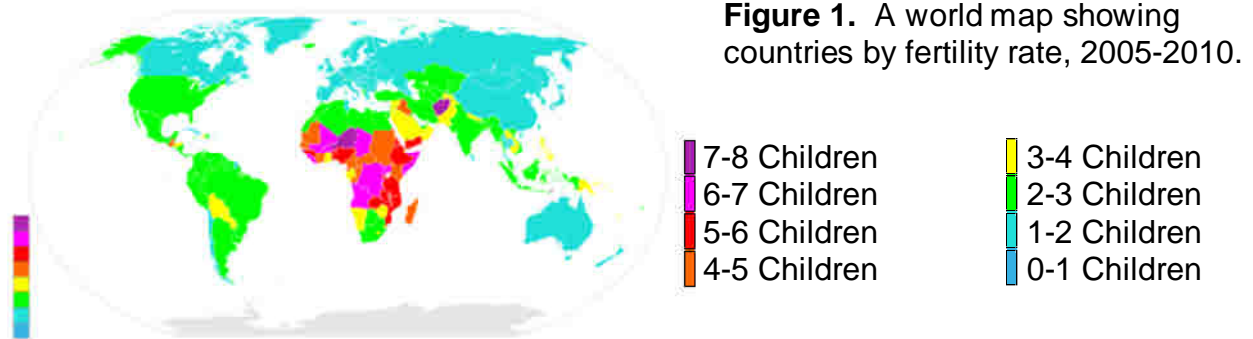 Figure 1. A world map showing
countries by fertility rate, 2005-2010.
7-8 Children
6-7 Children
5-6 Children
4-5 Children
3-4 Children
2-3 Children
1-2 Children
0-1 Children